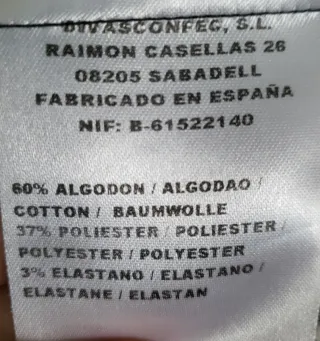 DIVASCONFEC, S.L.
RAIMON CASELLAS 26
08205 SABADELL
FABRICADO EN ESPAÑA
NIF: B-61522140
60% ALGODON / ALGODAO /
COTTON / BAUMWOLLE
37% POLIESTER / POLIESTER /
POLYESTER / POLYESTER
3% ELASTANO / ELASTANO /
ELASTANE / ELASTAN